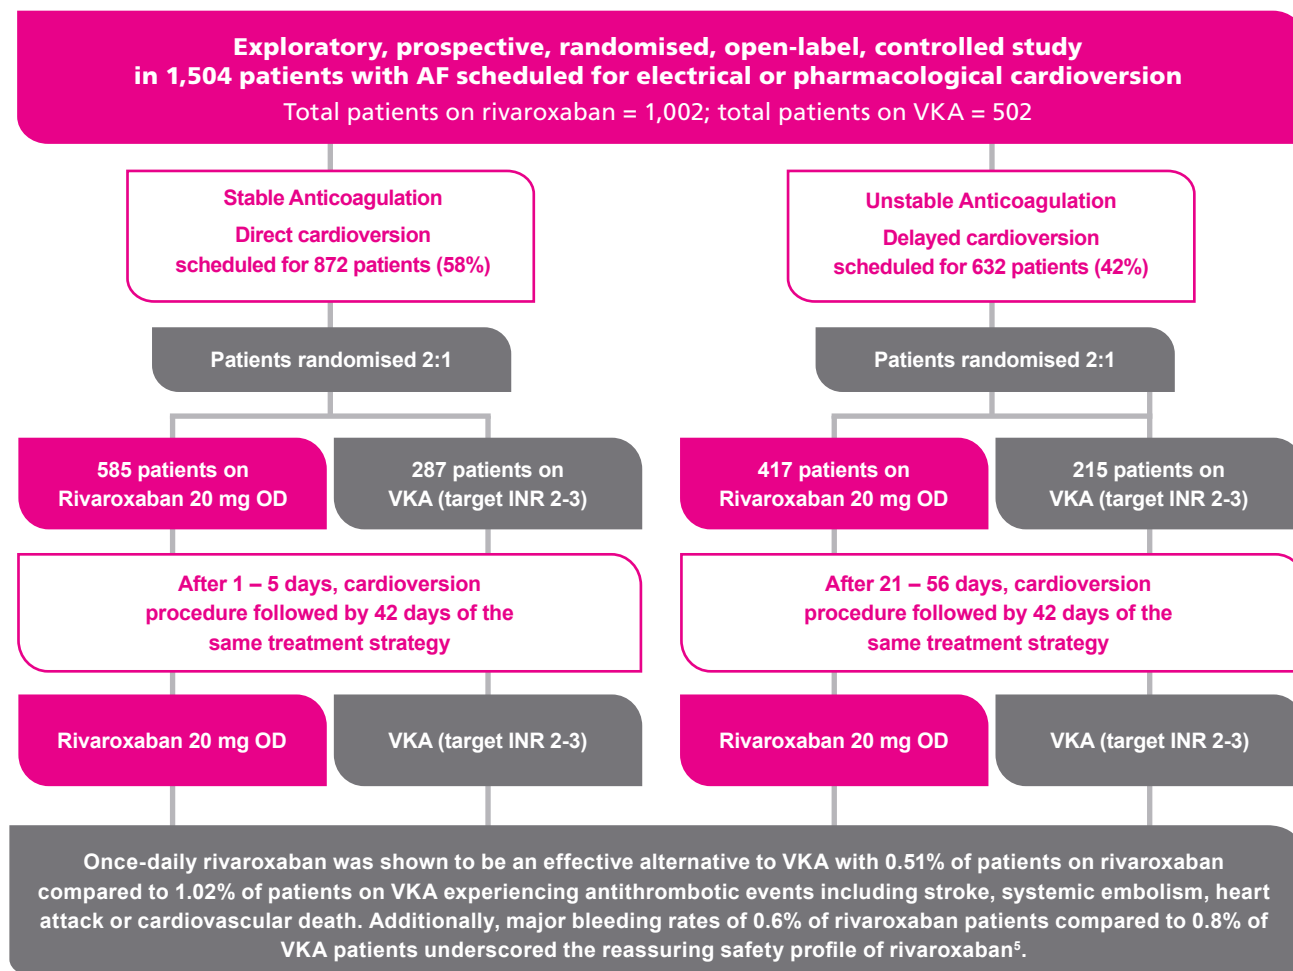 Exploratory, prospective, randomised, open-label, controlled study
in 1,504 patients with AF scheduled for electrical or pharmacological cardioversion
Total patients on rivaroxaban = 1,002; total patients on VKA = 502
Stable Anticoagulation
Direct cardioversion
scheduled for 872 patients (58%)
Unstable Anticoagulation
Delayed cardioversion
scheduled for 632 patients (42%)
Patients randomised 2:1
Patients randomised 2:1
585 patients on
Rivaroxaban 20 mg OD
287 patients on
VKA (target INR 2-3)
417 patients on
Rivaroxaban 20 mg OD
215 patients on
VKA (target INR 2-3)
After 1 – 5 days, cardioversion
procedure followed by 42 days of the
same treatment strategy
After 21 – 56 days, cardioversion
procedure followed by 42 days of the
same treatment strategy
Rivaroxaban 20 mg OD
VKA (target INR 2-3)
Rivaroxaban 20 mg OD
VKA (target INR 2-3)
Once-daily rivaroxaban was shown to be an effective alternative to VKA with 0.51% of patients on rivaroxaban
compared to 1.02% of patients on VKA experiencing antithrombotic events including stroke, systemic embolism, heart
attack or cardiovascular death. Additionally, major bleeding rates of 0.6% of rivaroxaban patients compared to 0.8% of
VKA patients underscored the reassuring safety profile of rivaroxaban⁵.